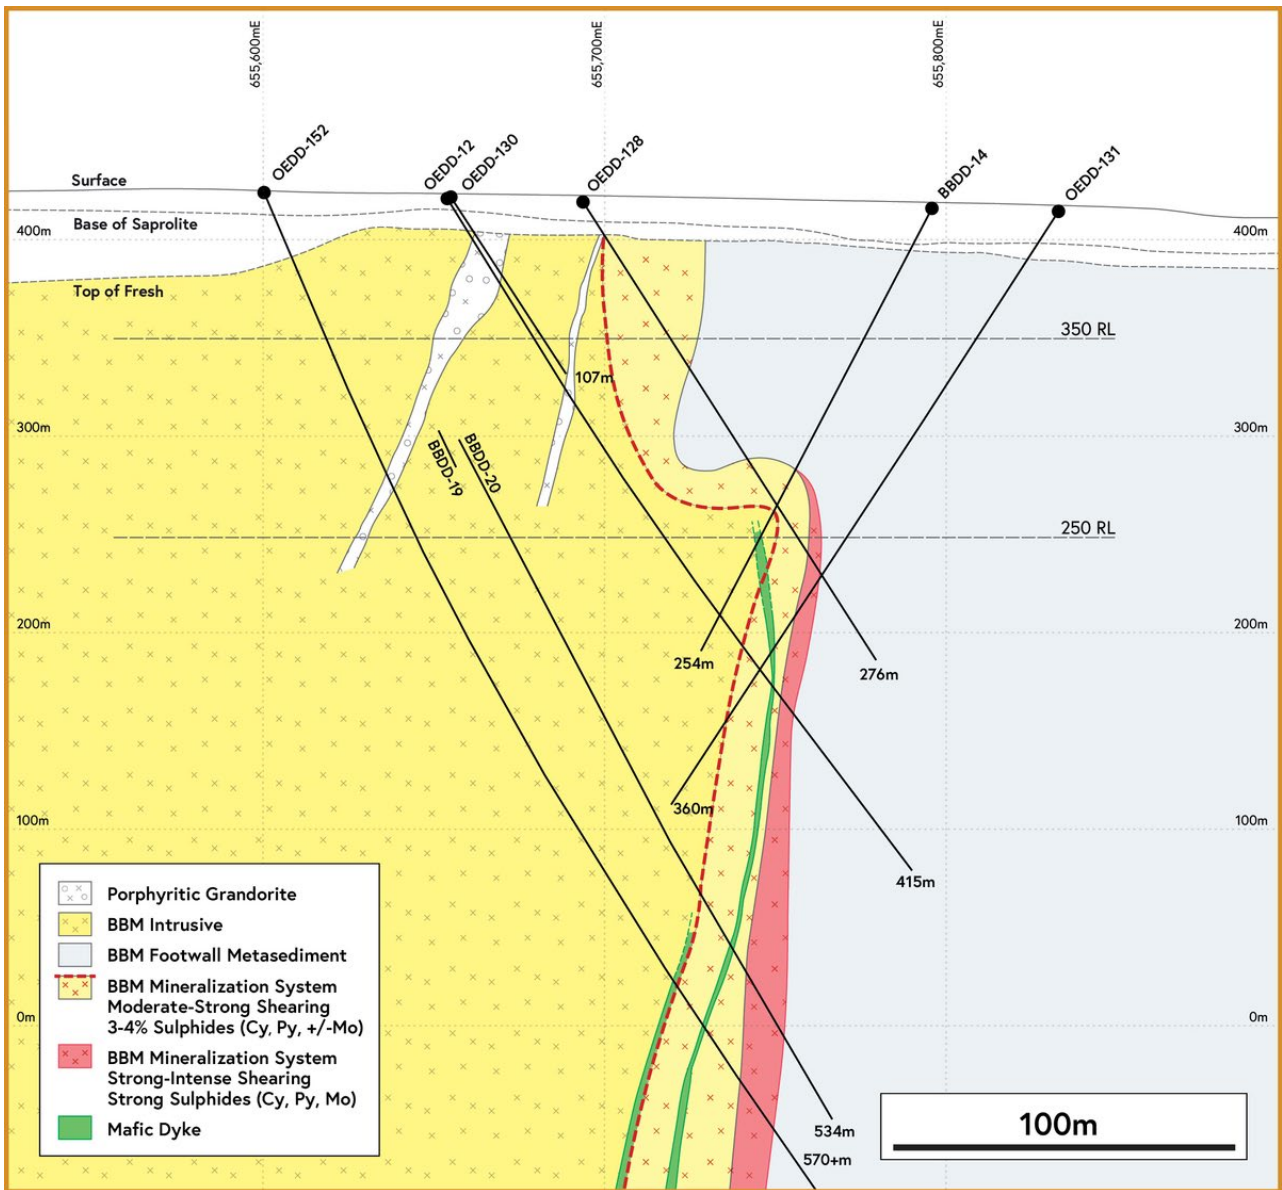 655,600mE
655,700mE
655,800mE
OEDD-152
OEDD-12
OEDD-130
OEDD-128
BBDD-14
OEDD-131
Surface
Base of Saprolite
400m
400m
Top of Fresh
350 RL
107m
300m
300m
BBDD-19
BBDD-20
250 RL
200m
200m
254m
276m
360m
100m
100m
415m
Porphyritic Grandorite
BBM Intrusive
BBM Footwall Metasediment
BBM Mineralization System
Moderate-Strong Shearing
3-4% Sulphides (Cy, Py, +/-Mo)
BBM Mineralization System
Strong-Intense Shearing
Strong Sulphides (Cy, Py, Mo)
Mafic Dyke
0m
0m
534m
570+m
100m